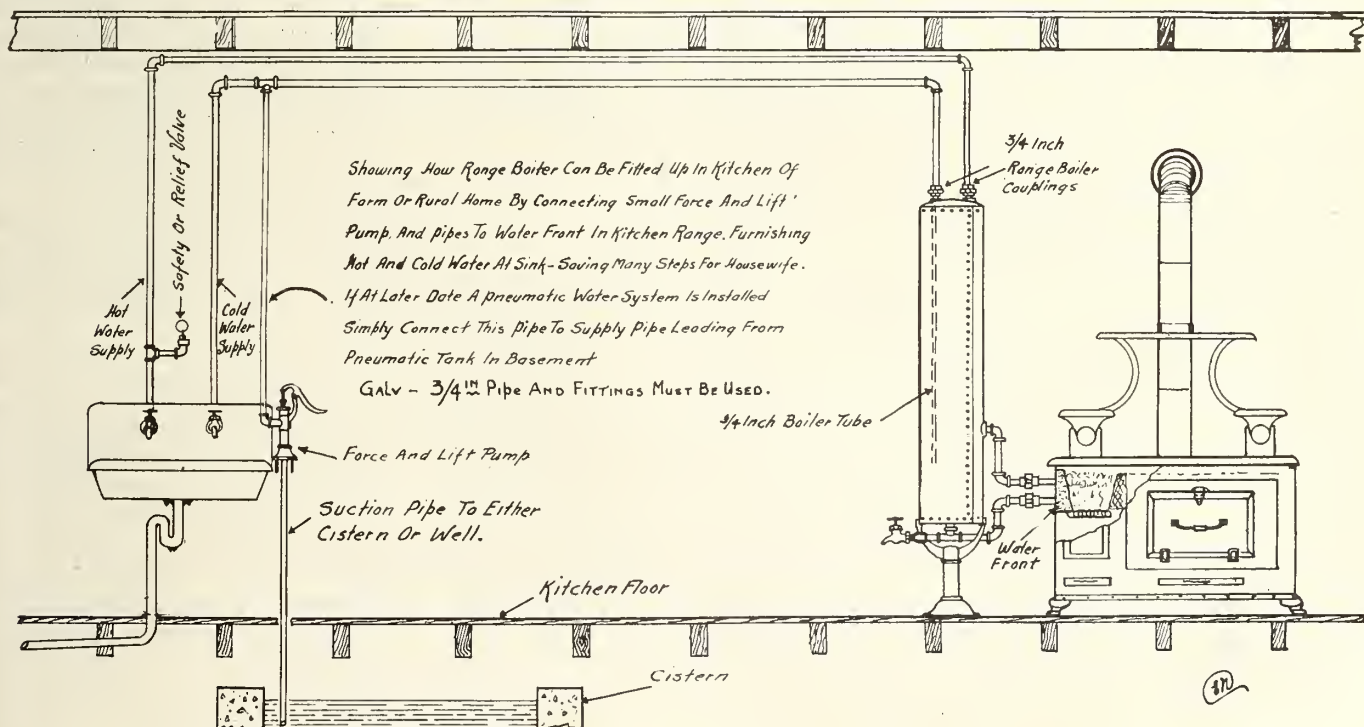 Showing How Range Boiler Can Be Fitted Up In Kitchen Of
Farm Or Rural Home By Connecting Small Force And Lift
Pump, And Pipes To Water Front In Kitchen Range. Furnishing
Hot And Cold Water At Sink - Saving Many Steps For Housewife.
If At Later Date A Pneumatic Water System Is Installed
Simply Connect This Pipe To Supply Pipe Leading From
Pneumatic Tank In Basement
GALV - 3/4 IN PIPE AND FITTINGS MUST BE USED.
Safety Or Relief Valve
Hot
Water
Supply
Cold
Water
Supply
3/4 Inch
Range Boiler
Couplings
3/4 Inch Boiler Tube
Force And Lift Pump
Suction Pipe To Either
Cistern Or Well.
Water
Front
Kitchen Floor
Cistern